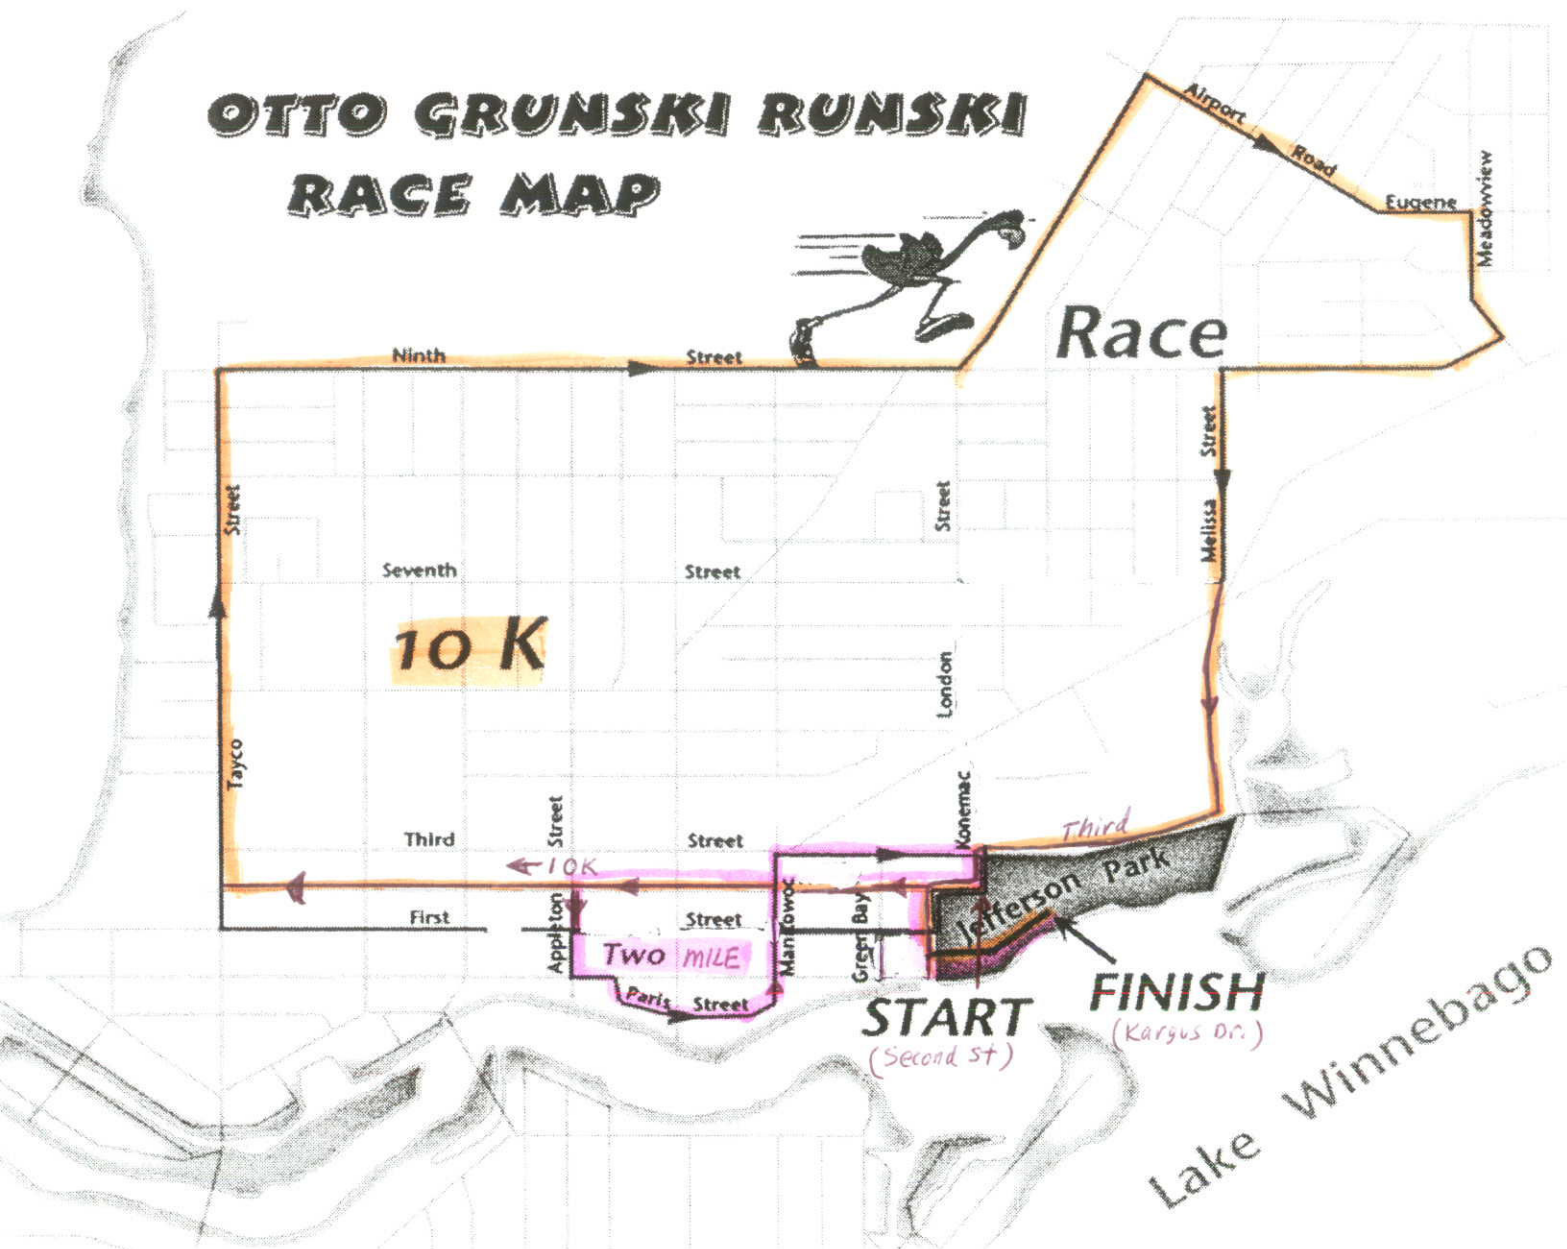 OTTO GRUNSKI RUNSKI
RACE MAP
Airport Road
Eugene
Meadowview
Race
Ninth Street
Street
Street
Melissa
Street
Seventh Street
10 K
London
Tayco
Konemac
Street
Third Street
Third
←10K
Jefferson Park
First Street
Appleton
Manitowoc
Green Bay
TWO MILE
Paris Street
START
(Second St)
FINISH
(Kargus Dr.)
Lake Winnebago